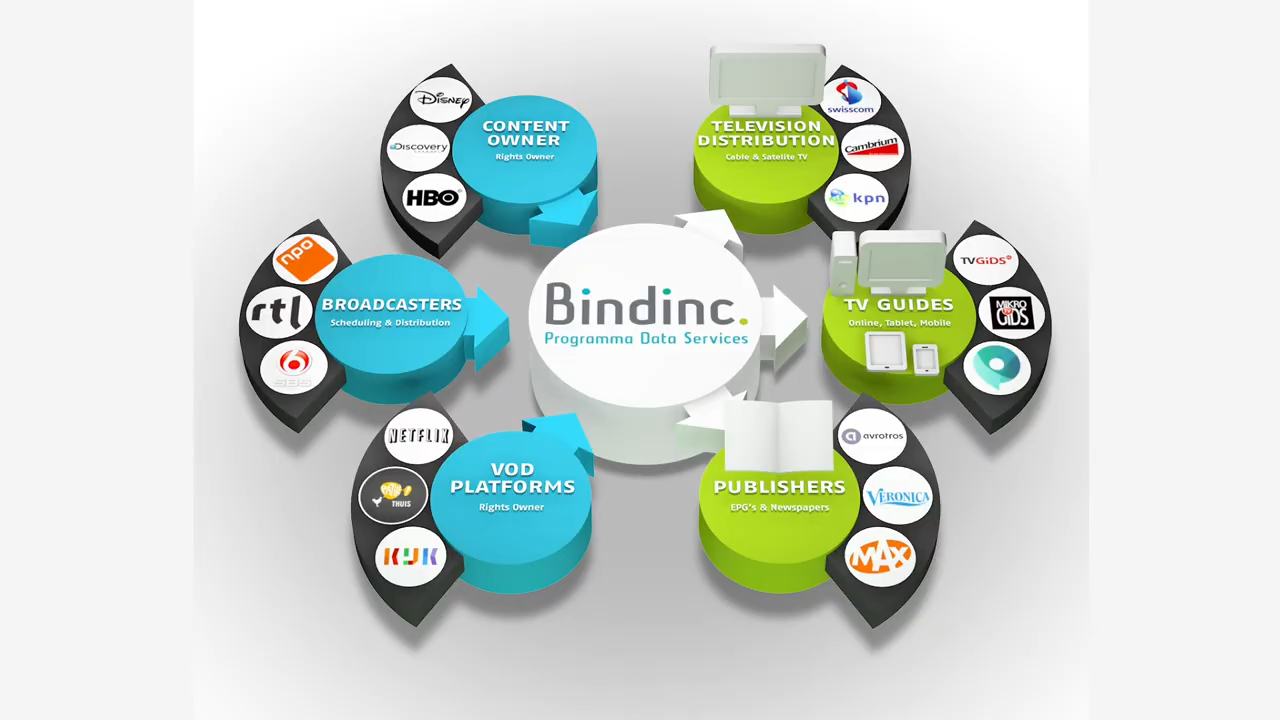 DISNEY
Discovery
CHANNEL
HBO
CONTENT
OWNER
Rights Owner
TELEVISION
DISTRIBUTION
Cable & Satelite TV
swisscom
Cambrium
kpn
npo
rtl
SBS
BROADCASTERS
Scheduling & Distribution
Bindinc.
Programma Data Services
TV GUIDES
Online, Tablet, Mobile
TVGiDS
MIKRO
GIDS
NETFLIX
THUIS
KIJK
VOD
PLATFORMS
Rights Owner
PUBLISHERS
EPG's & Newspapers
avrotros
VERONICA
MAX